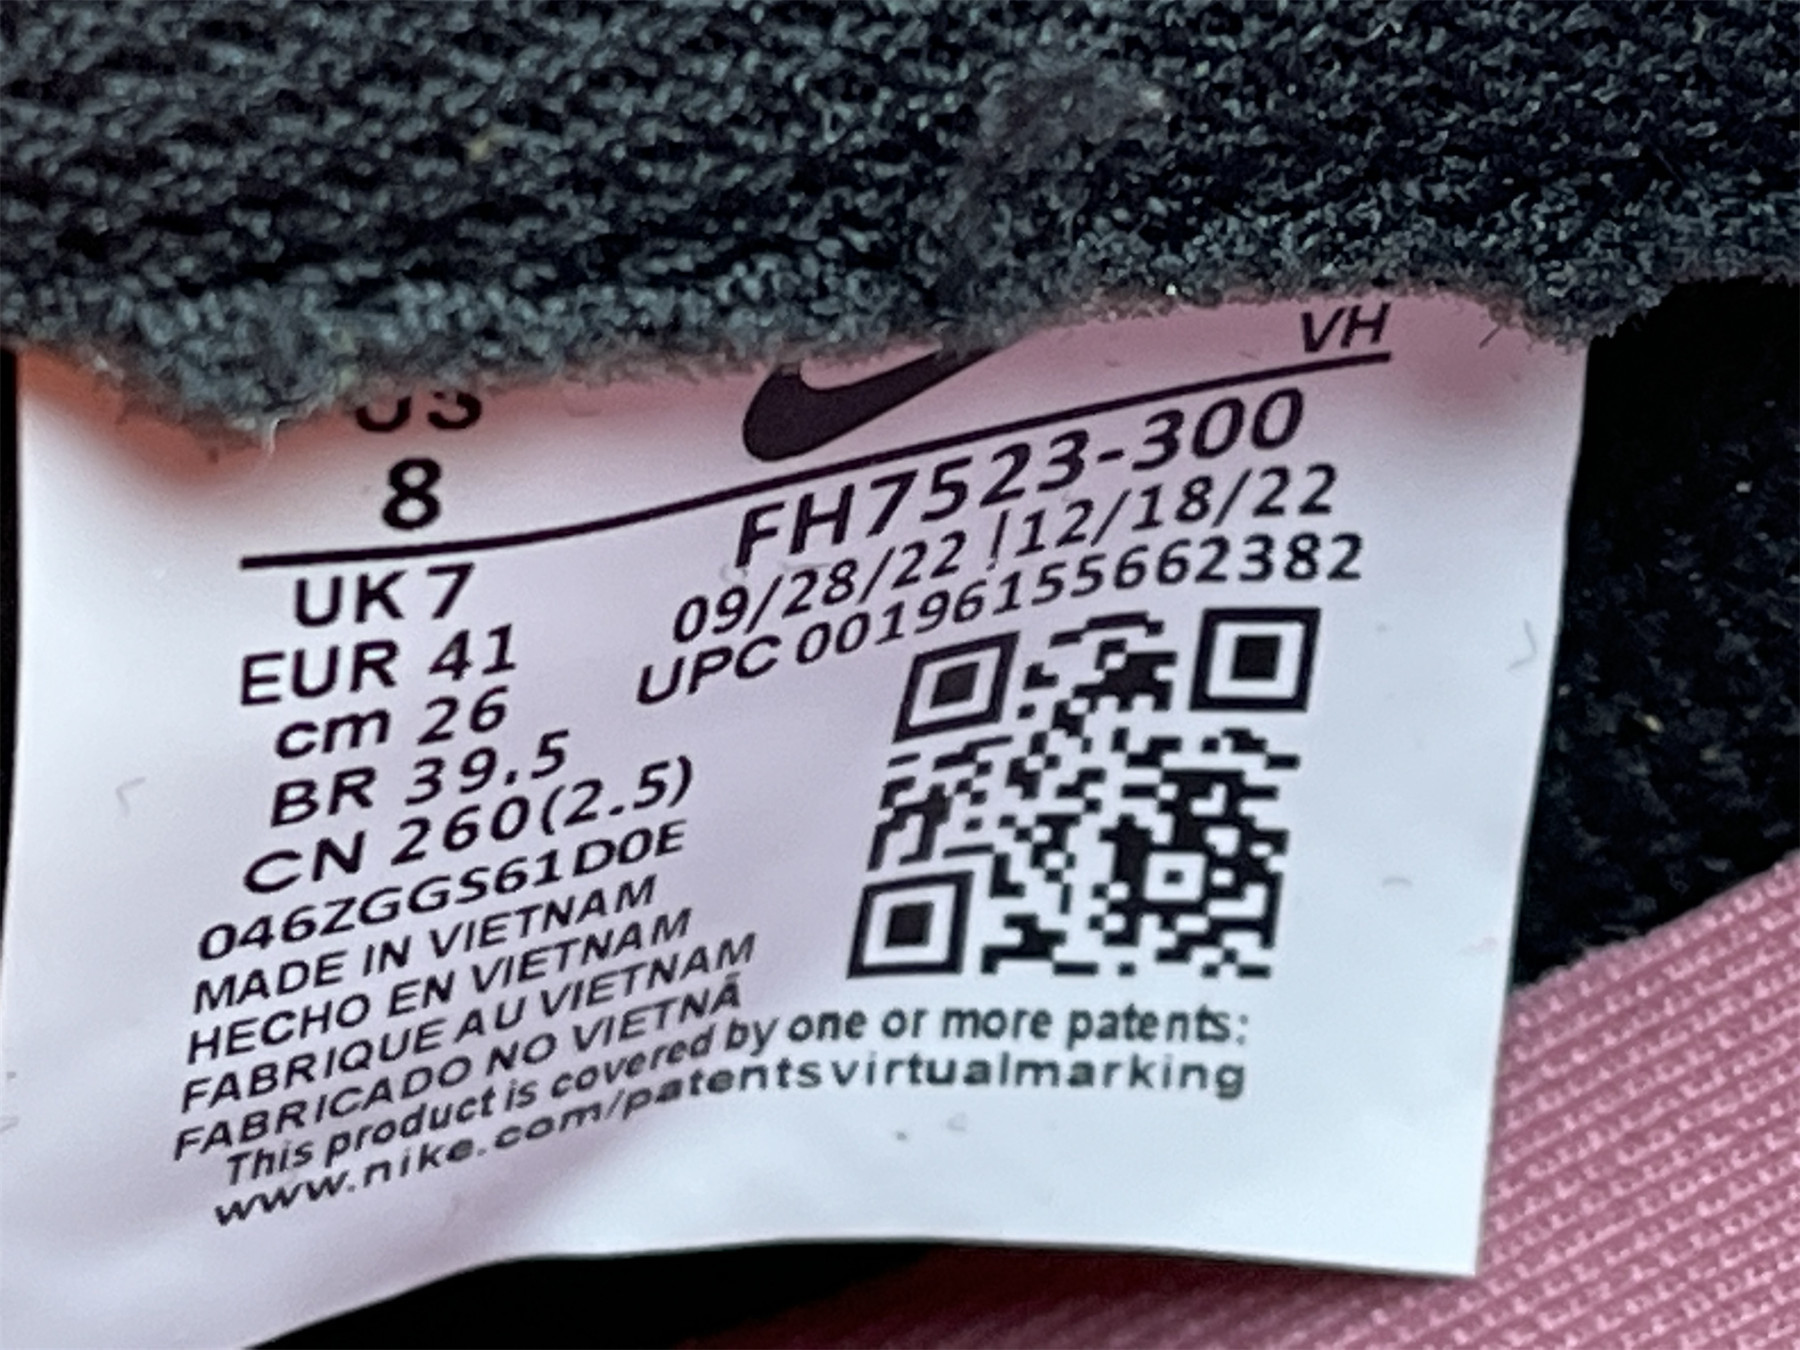 US
8
UK 7
EUR 41
cm 26
BR 39.5
CN 260(2.5)
046ZGGS61D0E
MADE IN VIETNAM
HECHO EN VIETNAM
FABRIQUE AU VIETNAM
FABRICADO NO VIETNÃ
This product is covered by one or more patents:
www.nike.com/patentsvirtualmarking
VH
FH7523-300
09/28/22 |12/18/22
UPC 00196155662382